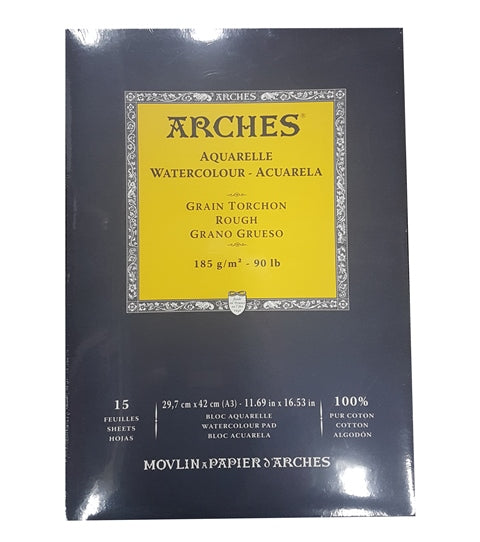 ARCHES
ARCHES®
AQUARELLE
WATERCOLOUR - ACUARELA
GRAIN TORCHON
ROUGH
GRANO GRUESO
185 g/m² - 90 lb
15
FEUILLES
SHEETS
HOJAS
29,7 cm x 42 cm (A3) - 11.69 in x 16.53 in
BLOC AQUARELLE
WATERCOLOUR PAD
BLOC ACUARELA
100%
PUR COTON
COTTON
ALGODÓN
MOVLIN A PAPIER D'ARCHES